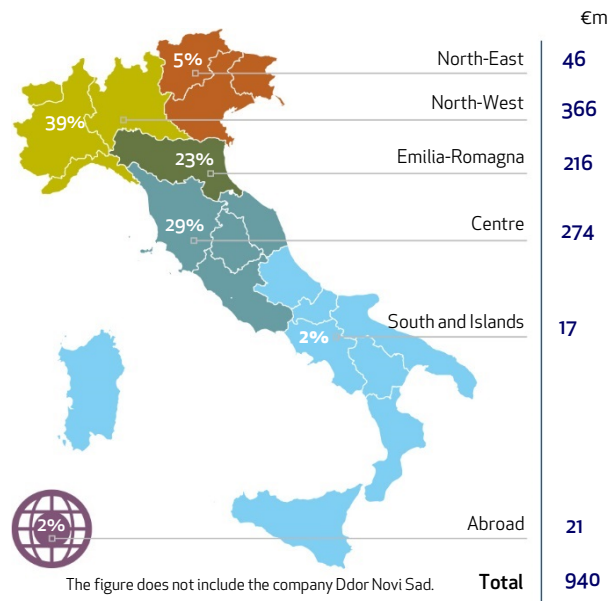 €m
5% North-East 46
North-West 366
39%
23% Emilia-Romagna 216
29% Centre 274
South and Islands 17
2%
2% Abroad 21
The figure does not include the company Ddor Novi Sad. Total 940